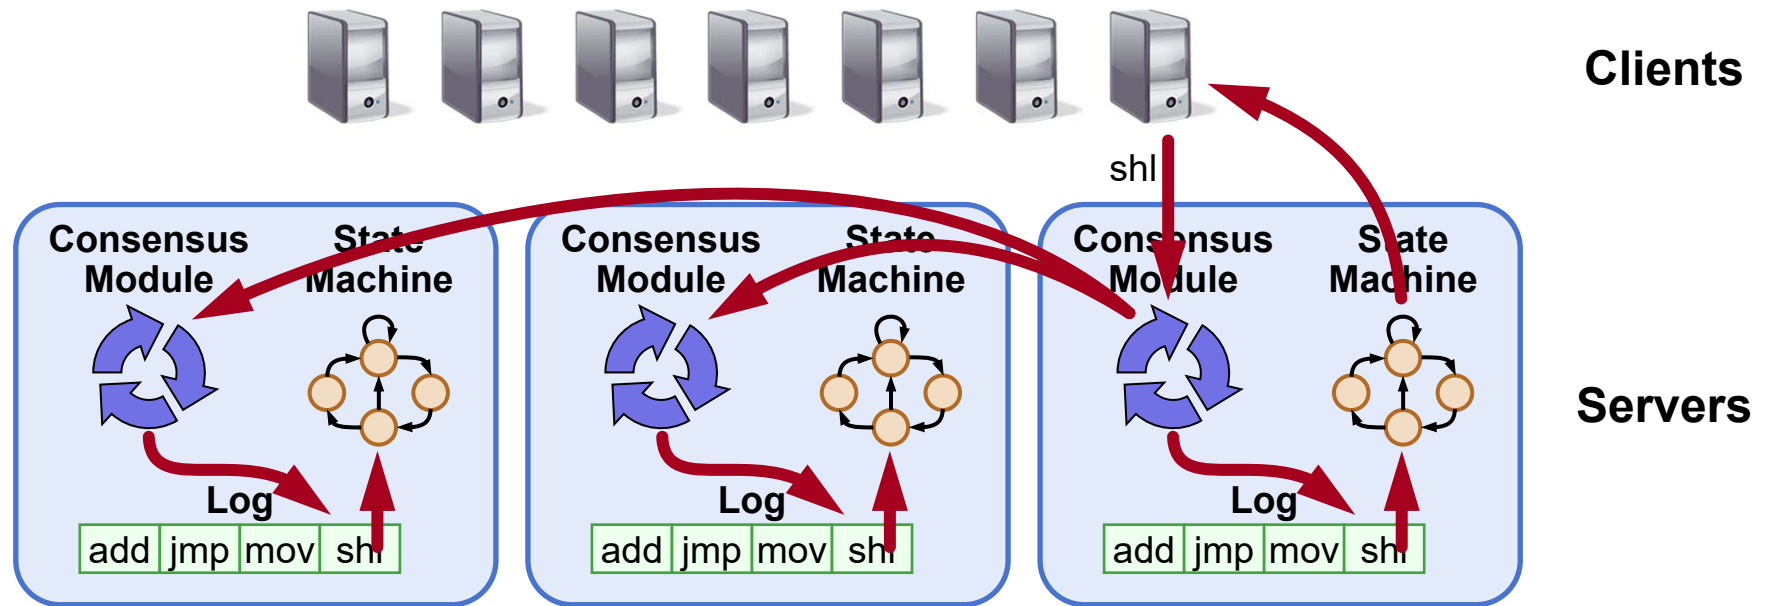 Clients
shl
Consensus Module
State Machine
Log
add jmp mov shl
Consensus Module
State Machine
Log
add jmp mov shl
Consensus Module
State Machine
Log
add jmp mov shl
Servers